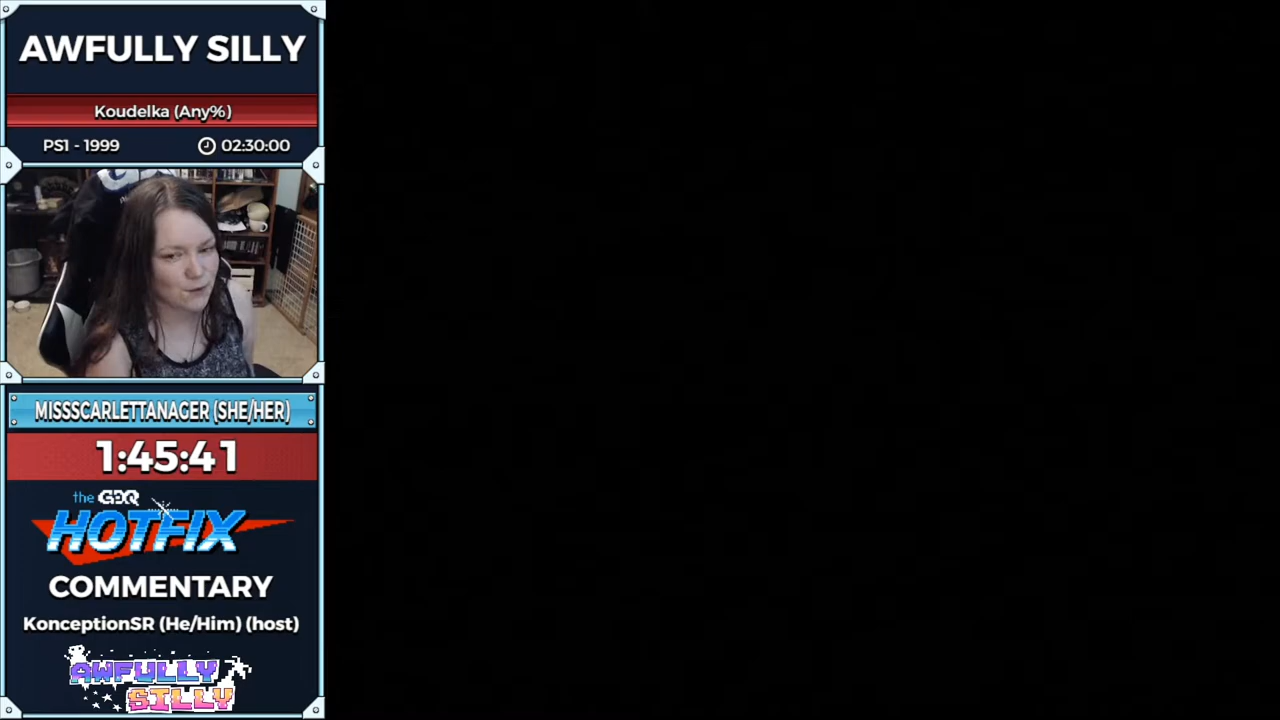 AWFULLY SILLY
Koudelka (Any%)
PS1 - 1999
02:30:00
MISSSCARLETTANAGER (SHE/HER)
1:45:41
the GDQ
HOTFIX
COMMENTARY
KonceptionSR (He/Him) (host)
AWFULLY
SILLY